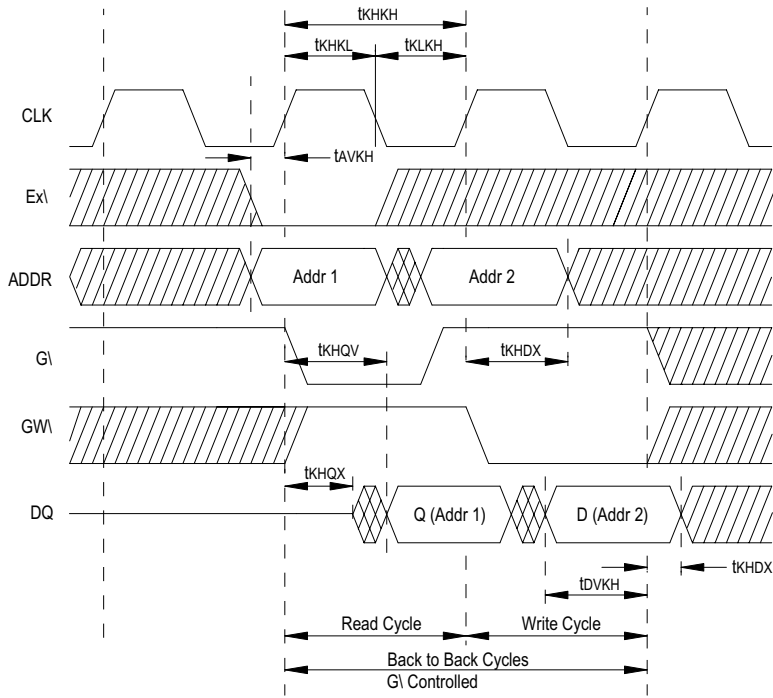 tKHKH
tKHKL
tKLKH
CLK
tAVKH
Ex\
ADDR
Addr 1
Addr 2
G\
tKHQV
tKHDX
GW\
tKHQX
DQ
Q (Addr 1)
D (Addr 2)
tKHDX
tDVKH
Read Cycle
Write Cycle
Back to Back Cycles
G\ Controlled